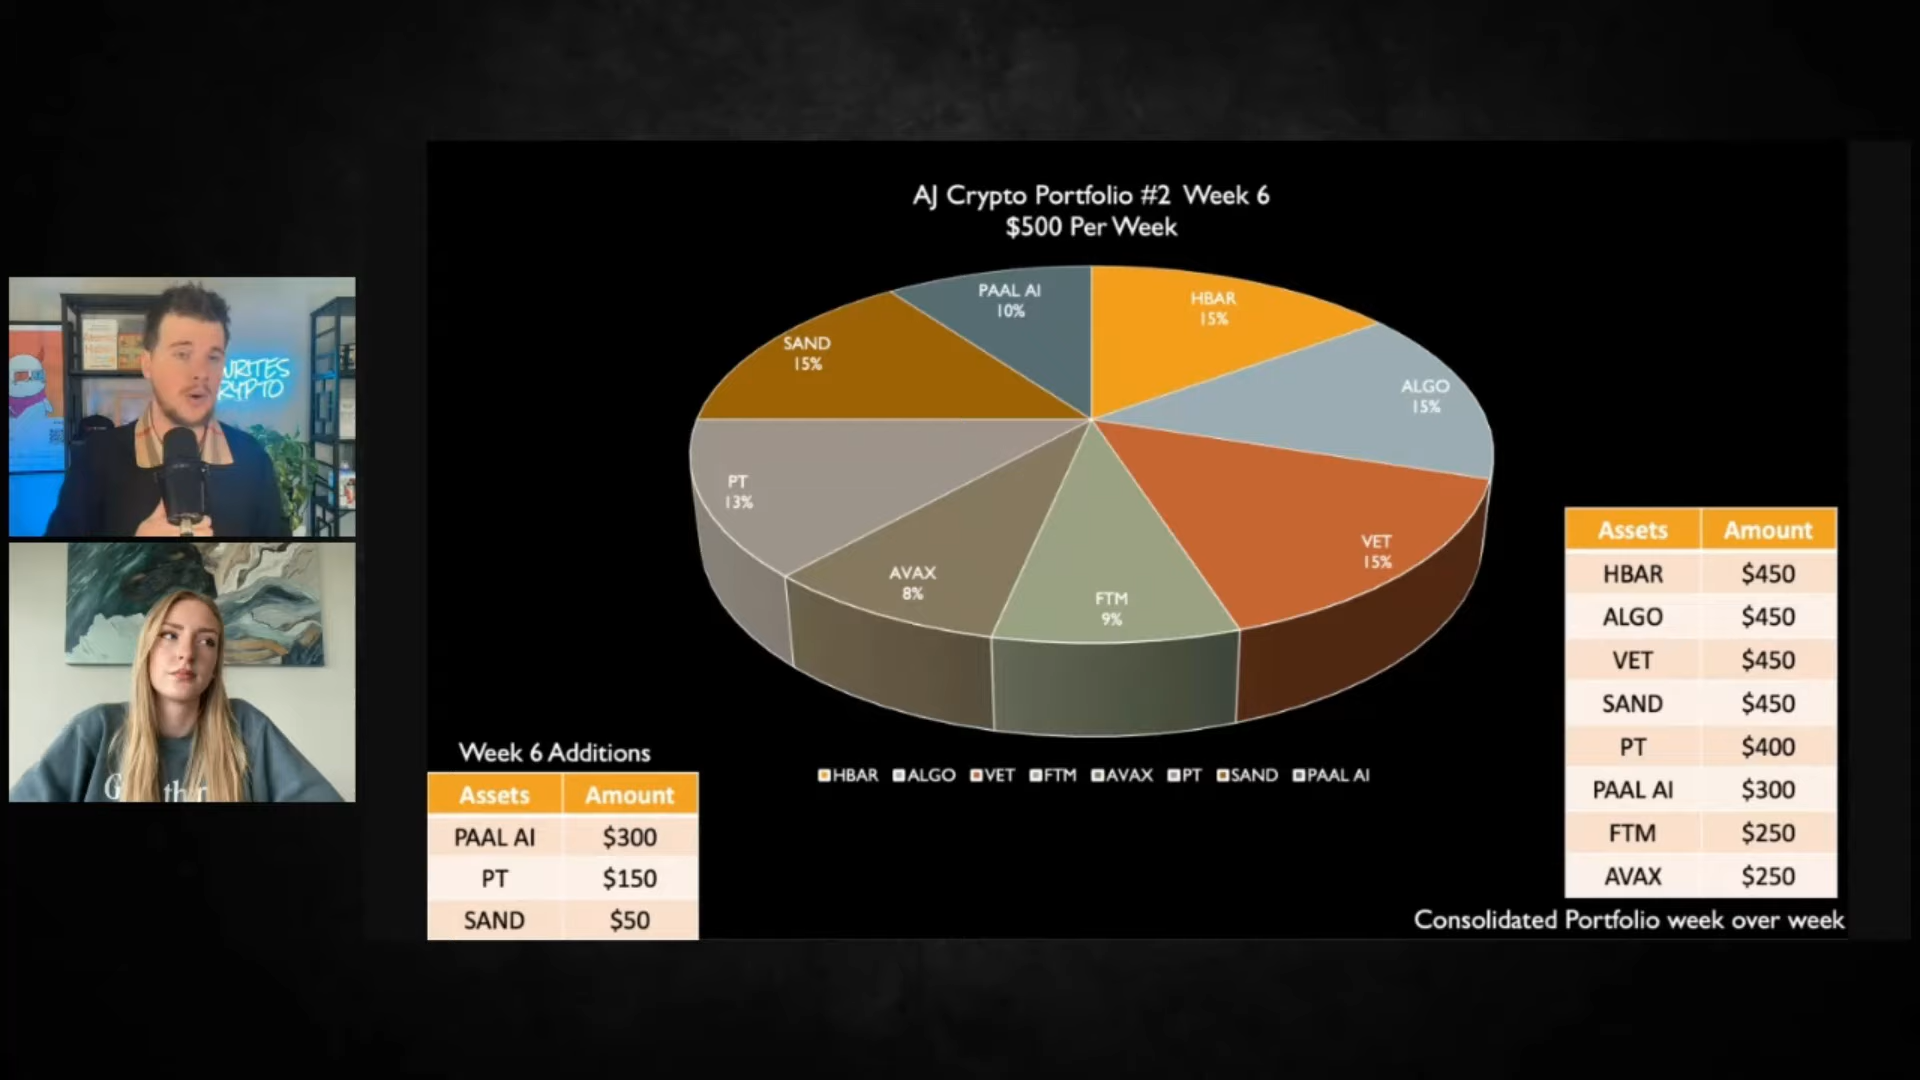 AJ Crypto Portfolio #2 Week 6
$500 Per Week
PAAL AI
10%
HBAR
15%
SAND
15%
ALGO
15%
PT
13%
VET
15%
AVAX
8%
FTM
9%
HBAR ALGO VET FTM AVAX PT SAND PAAL AI
Week 6 Additions
Assets Amount
PAAL AI $300
PT $150
SAND $50
Assets Amount
HBAR $450
ALGO $450
VET $450
SAND $450
PT $400
PAAL AI $300
FTM $250
AVAX $250
Consolidated Portfolio week over week